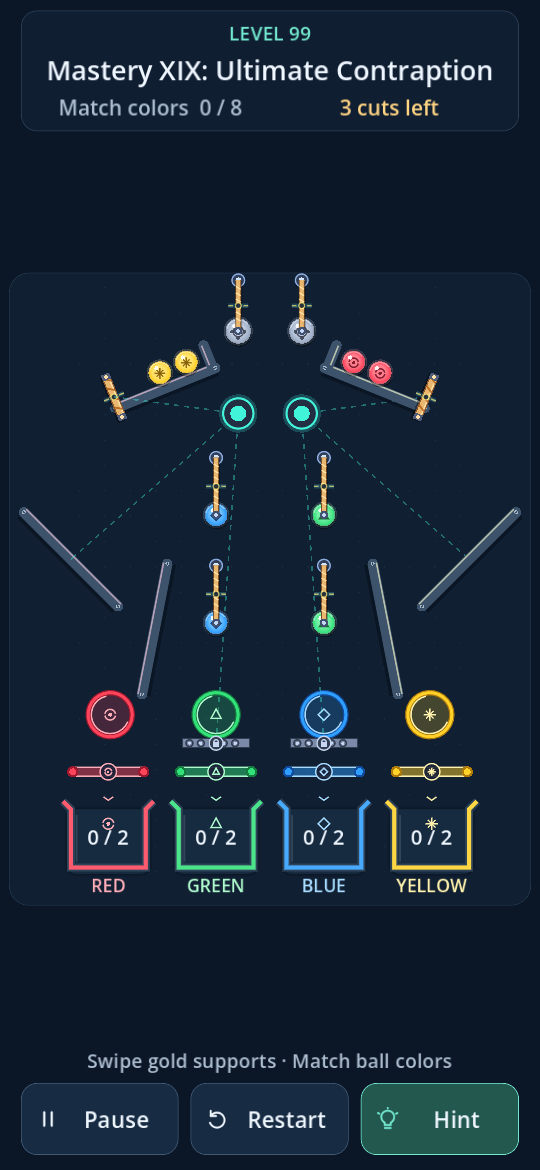 LEVEL 99
Mastery XIX: Ultimate Contraption
Match colors 0 / 8
3 cuts left
0 / 2
0 / 2
0 / 2
0 / 2
RED
GREEN
BLUE
YELLOW
Swipe gold supports · Match ball colors
Pause
Restart
Hint